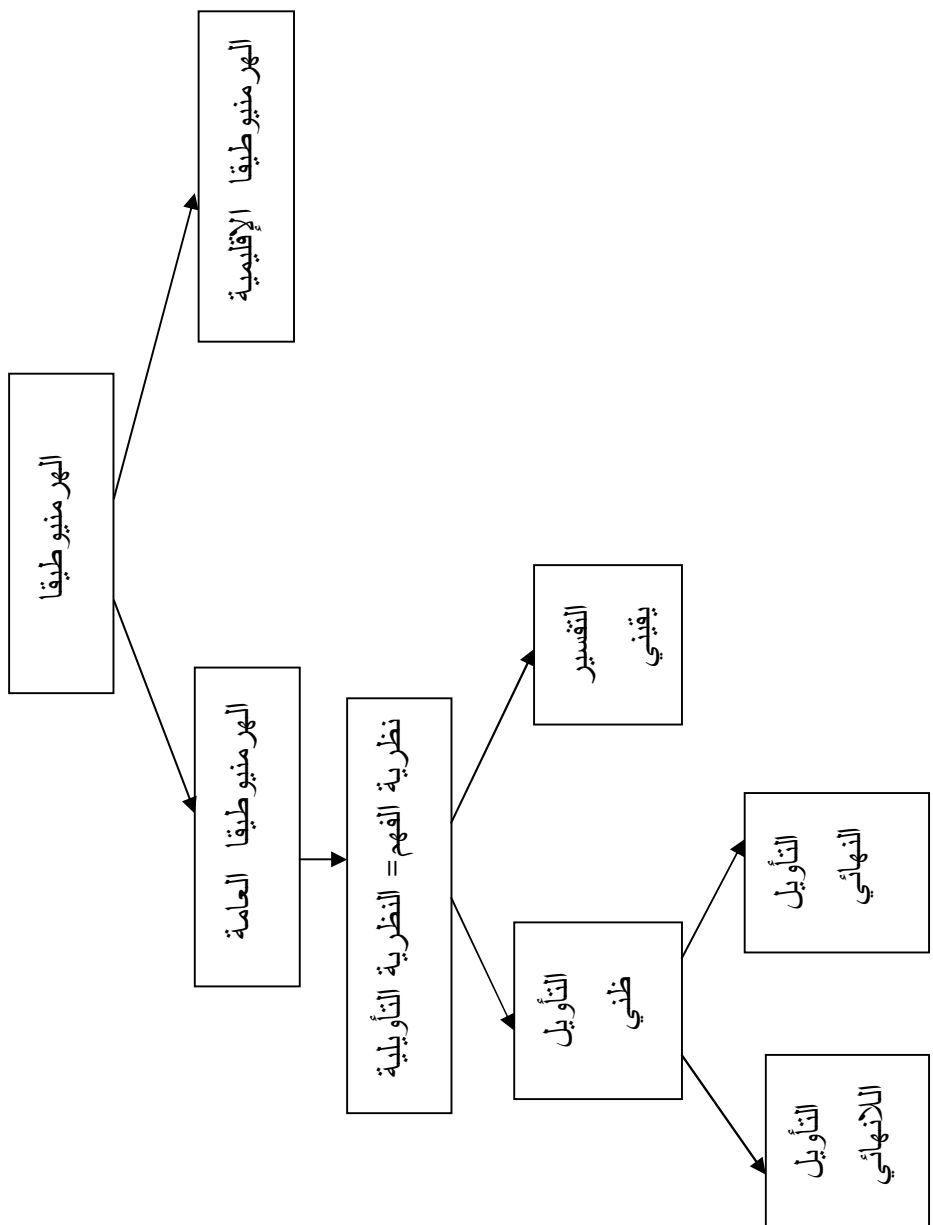 الهرمنيوطيقا
الهرمنيوطيقا الإقليمية
الهرمنيوطيقا العامة
نظرية الفهم = النظرية التأويلية
التفسير
يقيني
التأويل
ظني
التأويل
النهائي
التأويل
اللانهائي